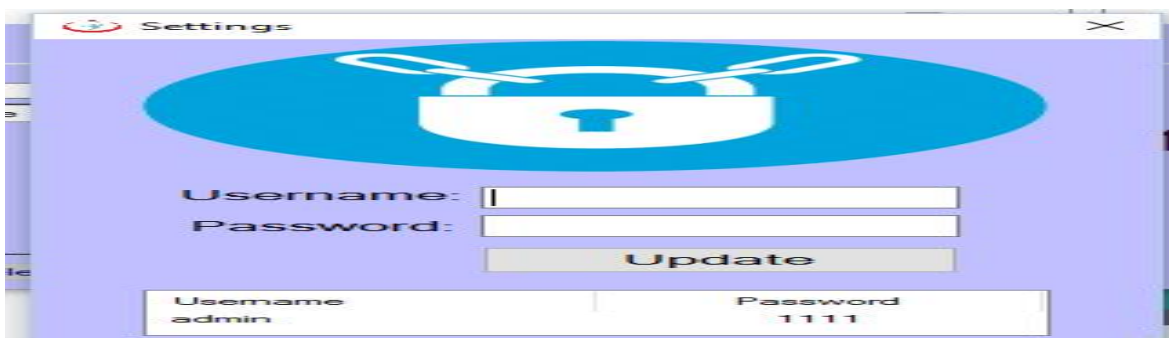 Settings
Username:
Password:
Update
Username Password
admin 1111